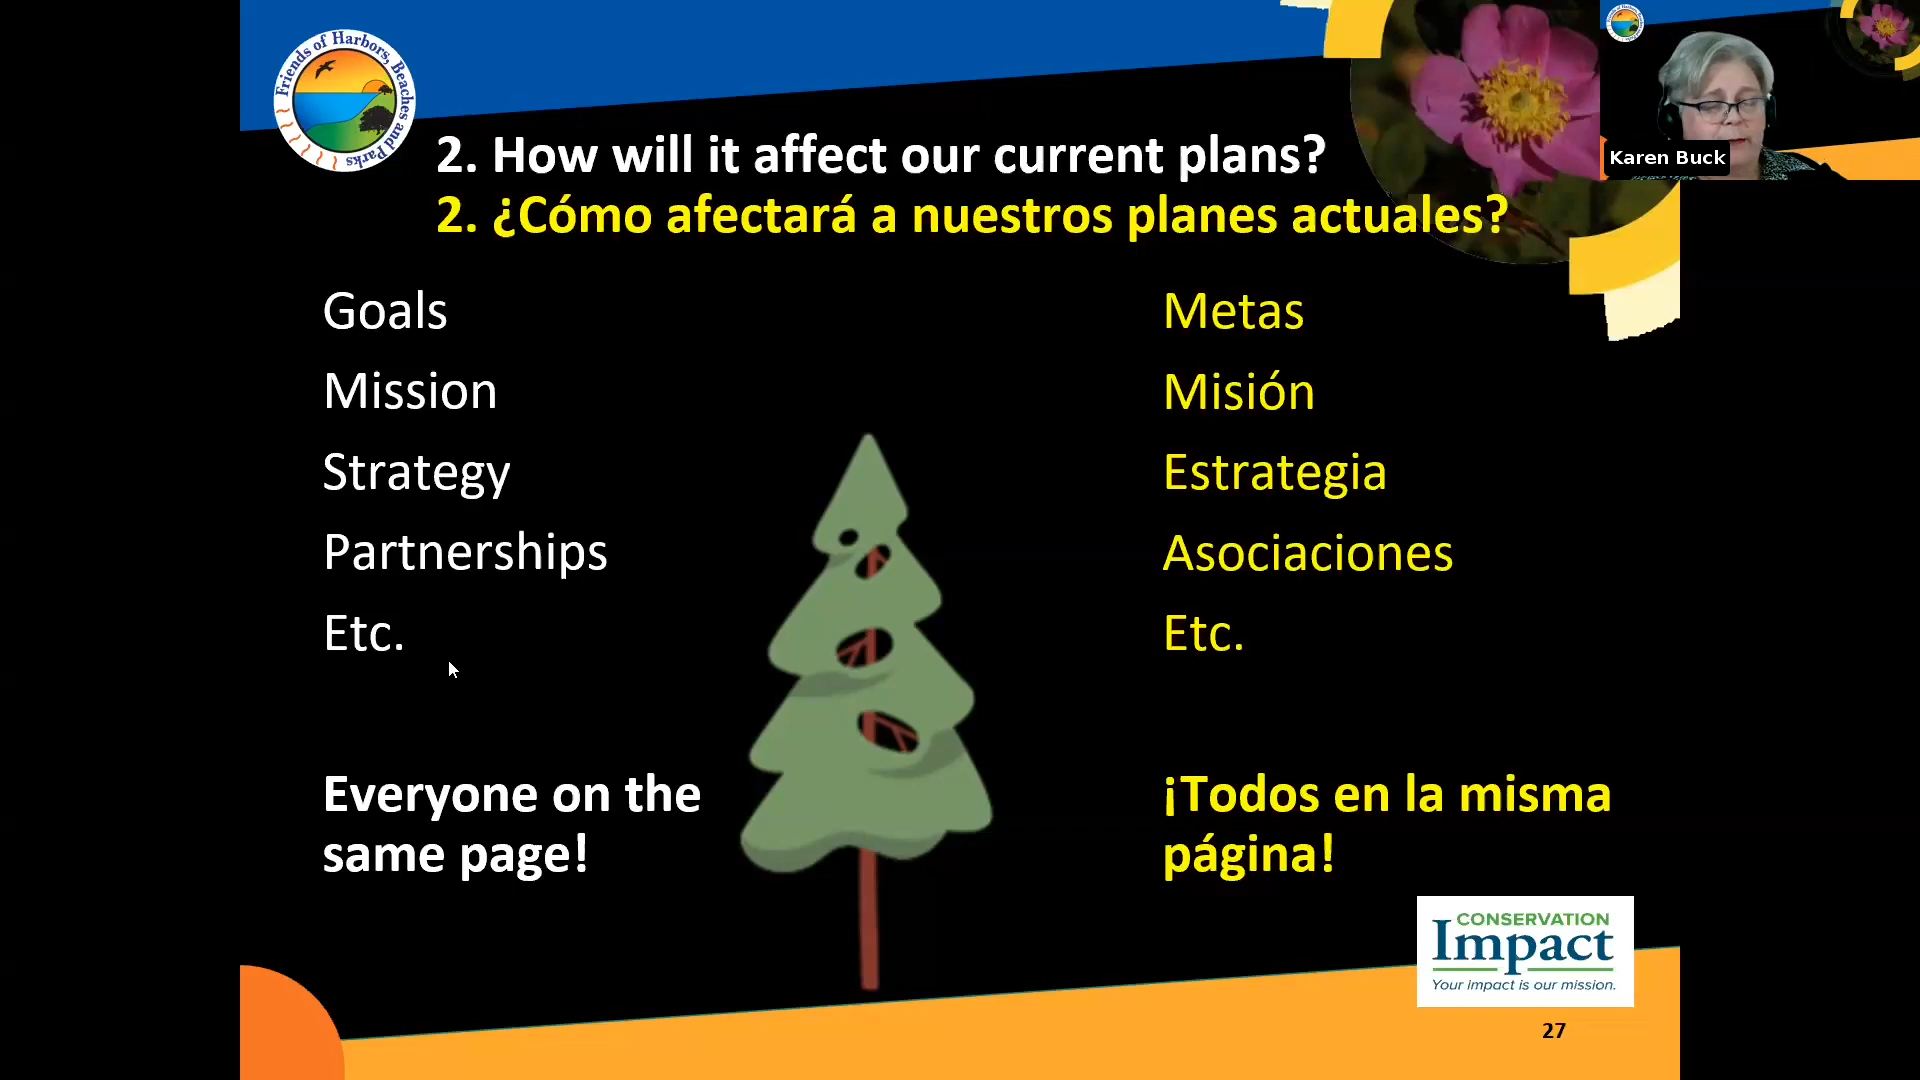 Friends of Harbors, Beaches and Parks
2. How will it affect our current plans?
2. ¿Cómo afectará a nuestros planes actuales?
Karen Buck
Goals
Mission
Strategy
Partnerships
Etc.
Everyone on the
same page!
Metas
Misión
Estrategia
Asociaciones
Etc.
¡Todos en la misma
página!
CONSERVATION
Impact
Your impact is our mission.
27